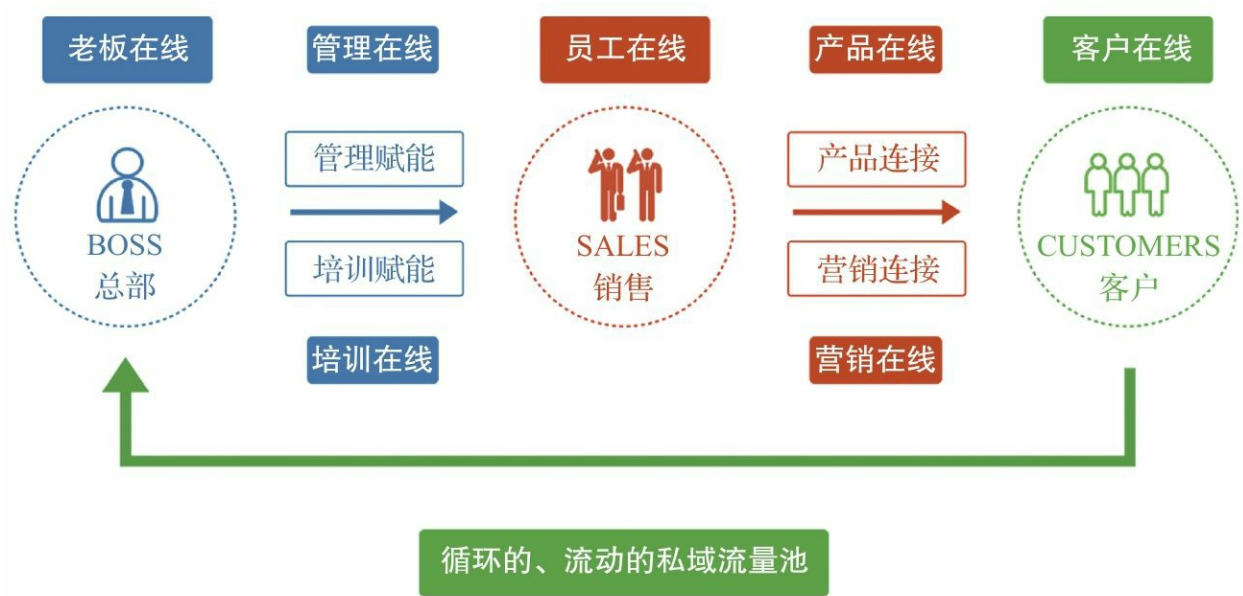 老板在线
管理在线
员工在线
产品在线
客户在线
管理赋能
产品连接
BOSS
总部
培训赋能
SALES
销售
营销连接
CUSTOMERS
客户
培训在线
营销在线
循环的、流动的私域流量池